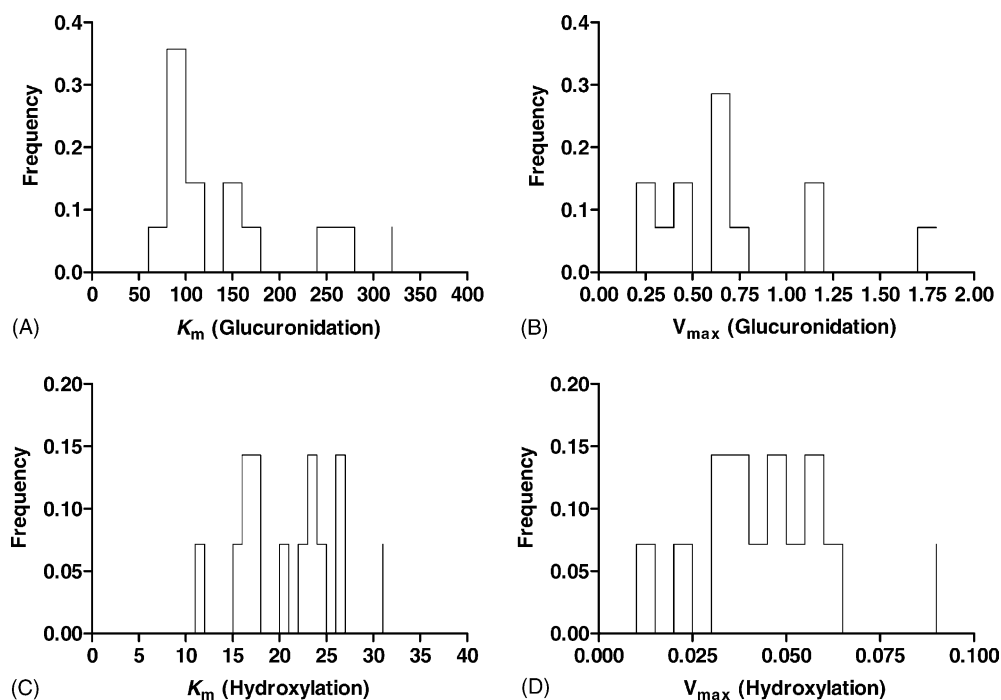 0.4
0.3
0.2
0.1
0.0
Frequency
0 50 100 150 200 250 300 350 400
(A) Km (Glucuronidation)
0.4
0.3
0.2
0.1
0.0
Frequency
0.00 0.25 0.50 0.75 1.00 1.25 1.50 1.75 2.00
(B) Vmax (Glucuronidation)
0.20
0.15
0.10
0.05
0.00
Frequency
0 5 10 15 20 25 30 35 40
(C) Km (Hydroxylation)
0.20
0.15
0.10
0.05
0.00
Frequency
0.000 0.025 0.050 0.075 0.100
(D) Vmax (Hydroxylation)